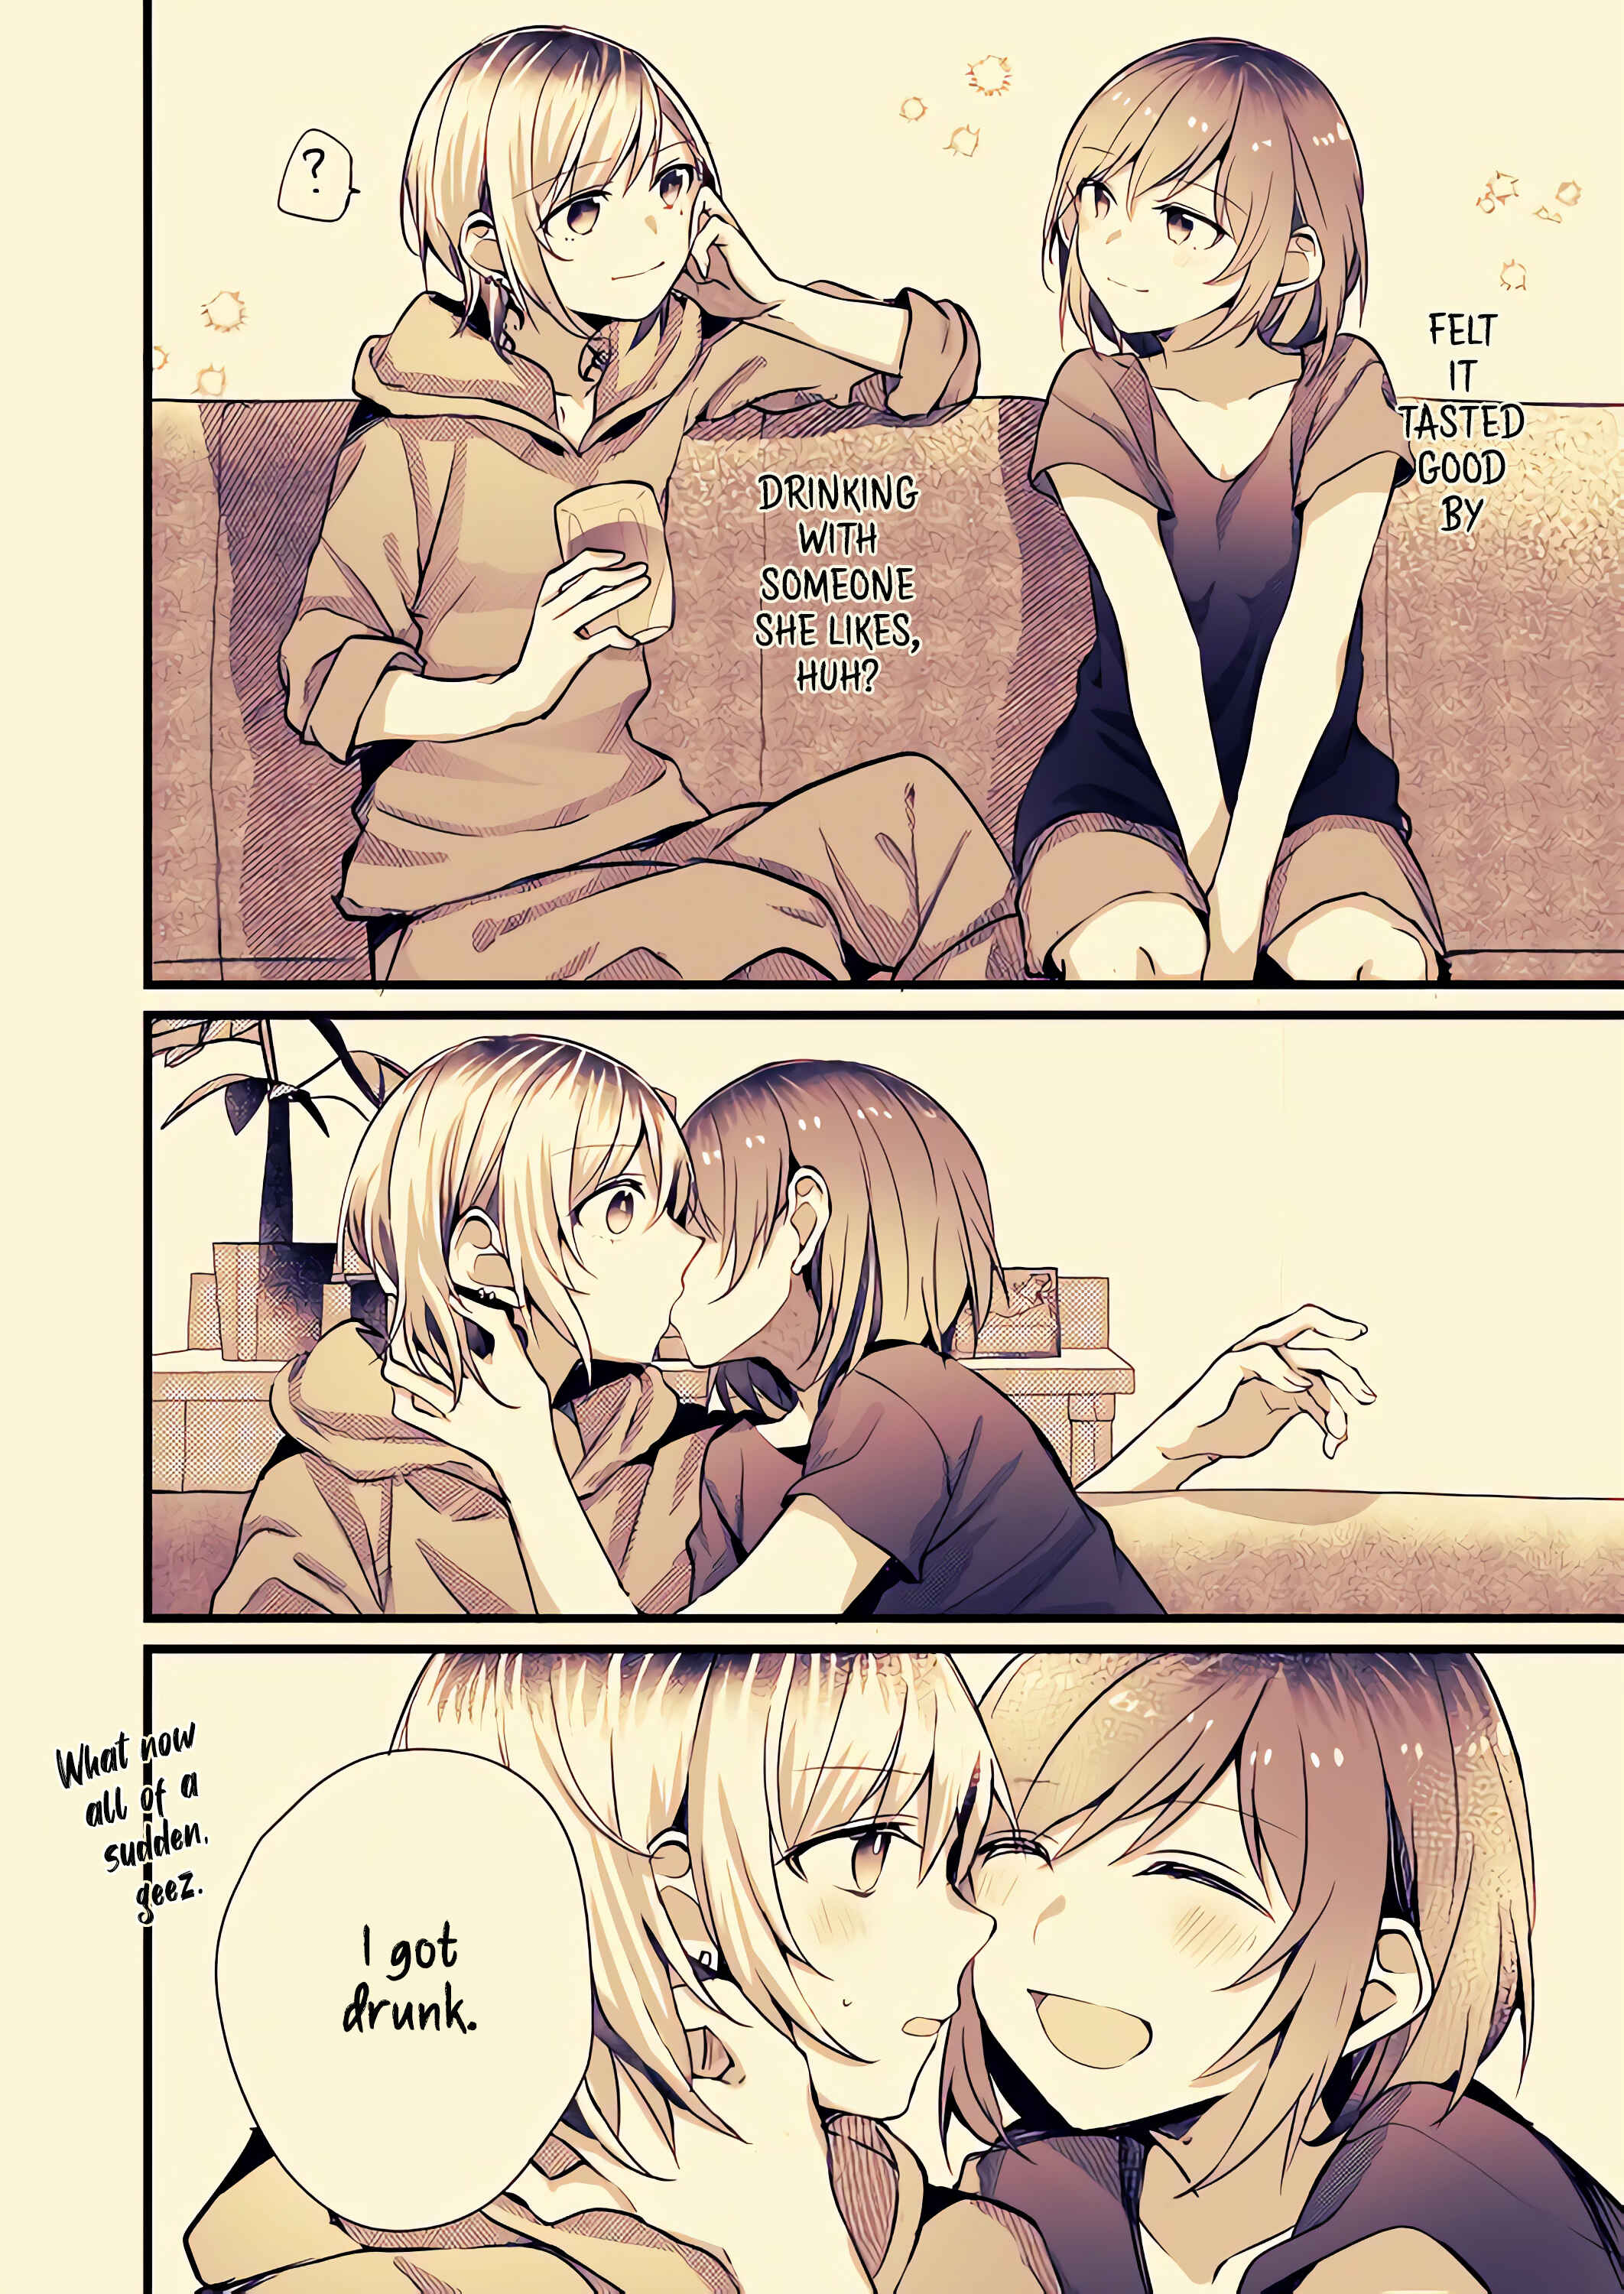 ?
FELT
IT
TASTED
GOOD
BY
DRINKING
WITH
SOMEONE
SHE LIKES,
HUH?
I got
drunk.
What now
all of a
sudden,
geez.